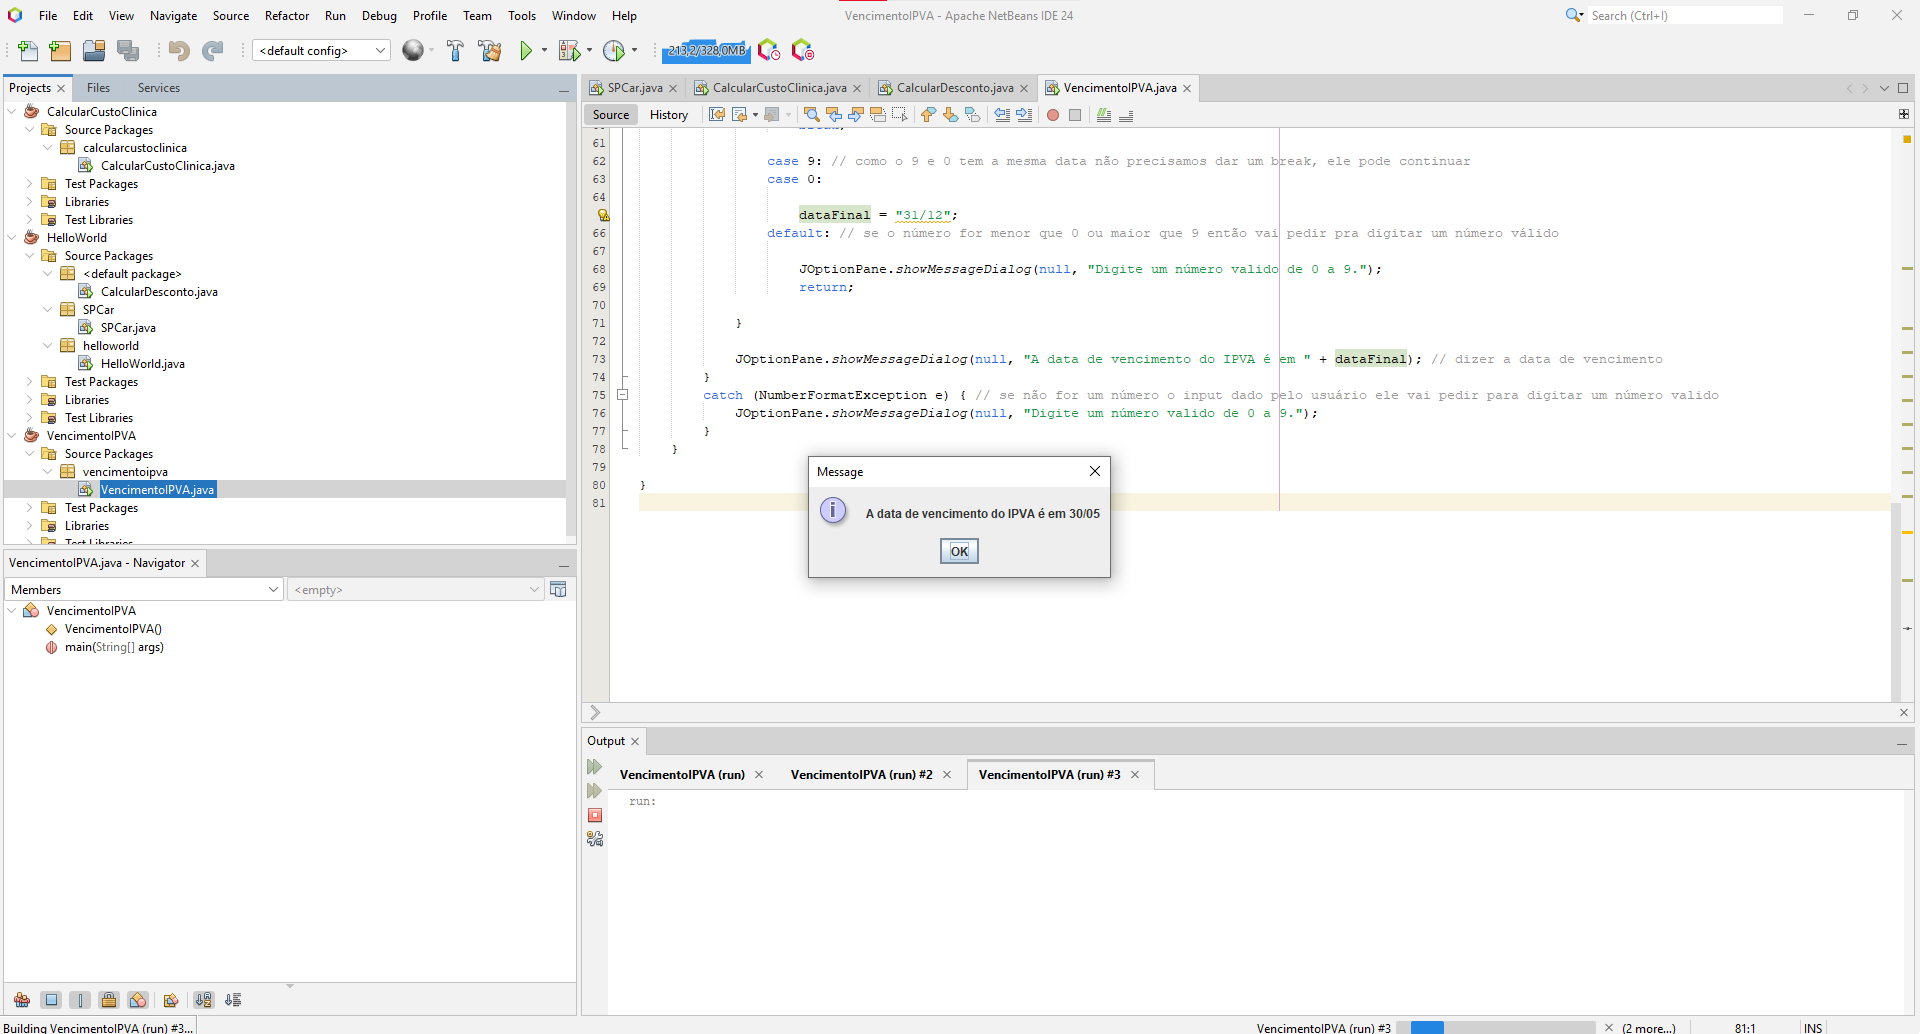 File Edit View Navigate Source Refactor Run Debug Profile Team Tools Window Help
VencimentoIPVA - Apache NetBeans IDE 24
Search (Ctrl+I)
<default config>
213,2/328,0MB
Projects Files Services
CalcularCustoClinica
Source Packages
calcularcustoclinica
CalcularCustoClinica.java
Test Packages
Libraries
Test Libraries
HelloWorld
Source Packages
<default package>
CalcularDesconto.java
SPCar
SPCar.java
helloworld
HelloWorld.java
Test Packages
Libraries
Test Libraries
VencimentoIPVA
Source Packages
vencimentoipva
VencimentoIPVA.java
Test Packages
Libraries
Test Libraries
VencimentoIPVA.java - Navigator
Members
<empty>
VencimentoIPVA
VencimentoIPVA()
main(String[] args)
SPCar.java CalcularCustoClinica.java CalcularDesconto.java VencimentoIPVA.java
Source History
60 break;
61
62 case 9: // como o 9 e 0 tem a mesma data não precisamos dar um break, ele pode continuar
63 case 0:
64
dataFinal = "31/12";
66 default: // se o número for menor que 0 ou maior que 9 então vai pedir pra digitar um número válido
67
68 JOptionPane.showMessageDialog(null, "Digite um número valido de 0 a 9.");
69 return;
70
71 }
72
73 JOptionPane.showMessageDialog(null, "A data de vencimento do IPVA é em " + dataFinal); // dizer a data de vencimento
74 }
75 catch (NumberFormatException e) { // se não for um número o input dado pelo usuário ele vai pedir para digitar um número valido
76 JOptionPane.showMessageDialog(null, "Digite um número valido de 0 a 9.");
77 }
78 }
79
80 }
81
Message
A data de vencimento do IPVA é em 30/05
OK
Output
VencimentoIPVA (run) VencimentoIPVA (run) #2 VencimentoIPVA (run) #3
run:
Building VencimentoIPVA (run) #3...
VencimentoIPVA (run) #3
(2 more...)
81:1
INS